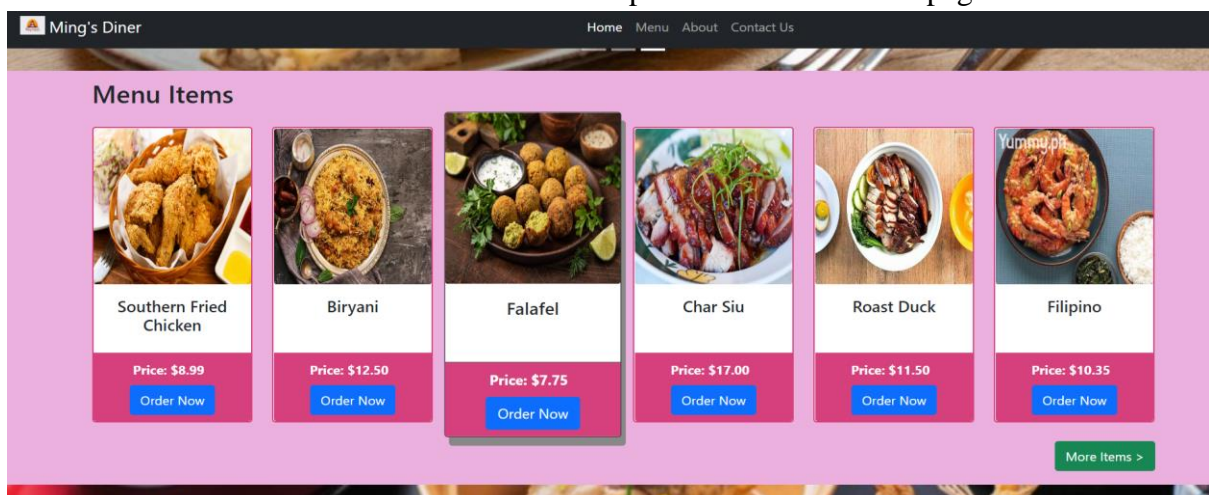 Ming's Diner
Home Menu About Contact Us
Menu Items
Yummy.ph
Southern Fried
Chicken
Biryani
Falafel
Char Siu
Roast Duck
Filipino
Price: $8.99
Price: $12.50
Price: $7.75
Price: $17.00
Price: $11.50
Price: $10.35
Order Now
Order Now
Order Now
Order Now
Order Now
Order Now
More Items >